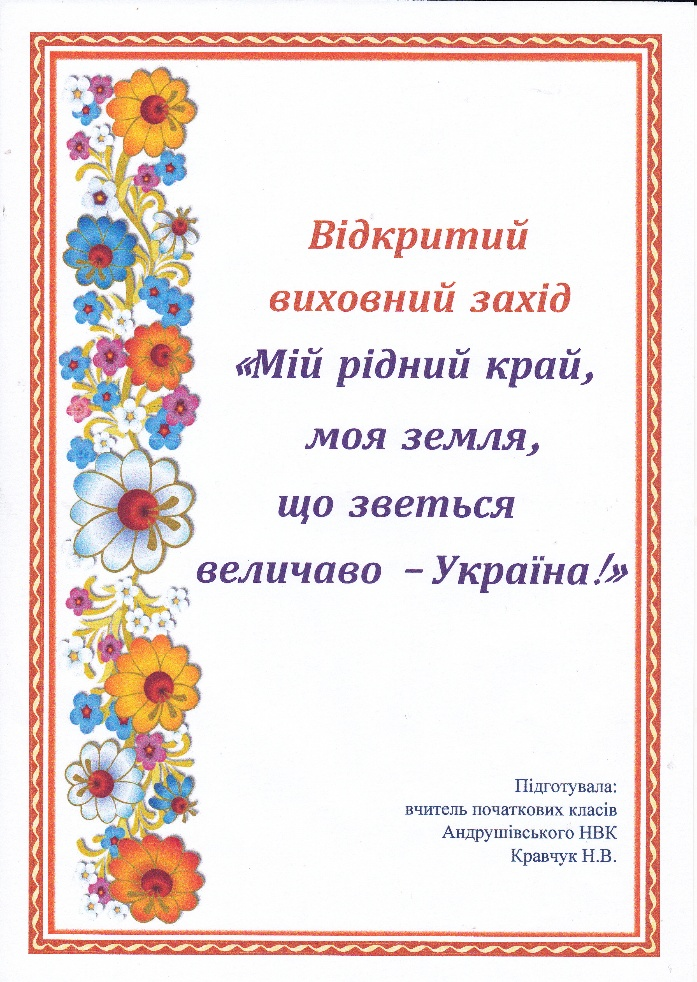 Відкритий
виховний захід
«Мій рідний край,
моя земля,
що зветься
величаво – Україна!»
Підготувала:
вчитель початкових класів
Андрушівського НВК
Кравчук Н.В.